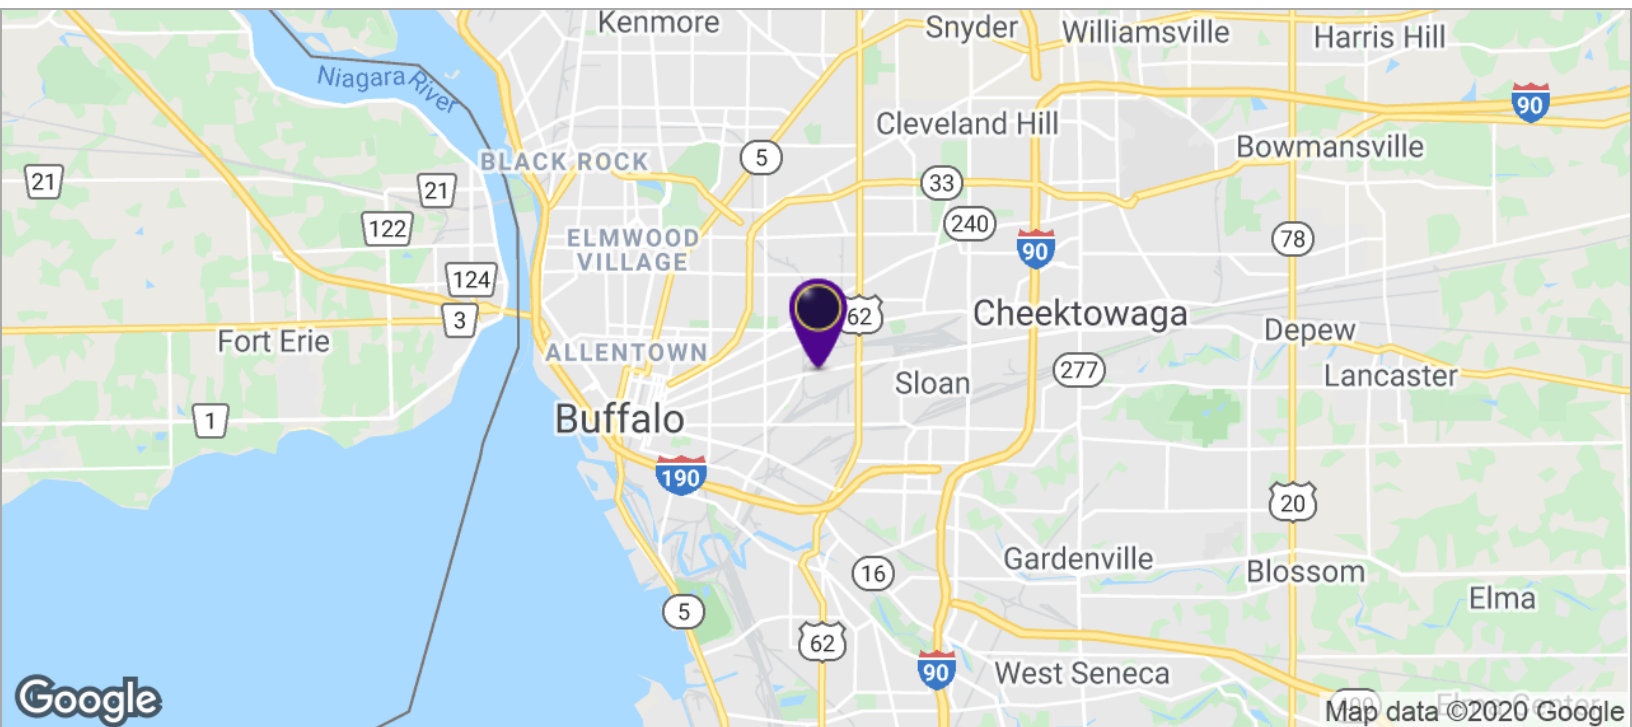 Kenmore
Snyder
Williamsville
Harris Hill
Niagara River
90
Cleveland Hill
Bowmansville
BLACK ROCK
5
21
21
33
122
240
ELMWOOD
VILLAGE
78
90
124
3
62
Cheektowaga
Fort Erie
Depew
ALLENTOWN
277
Sloan
Lancaster
1
Buffalo
190
20
Gardenville
16
Blossom
Elma
5
62
90
West Seneca
Google
Elma Center
Map data ©2020 Google